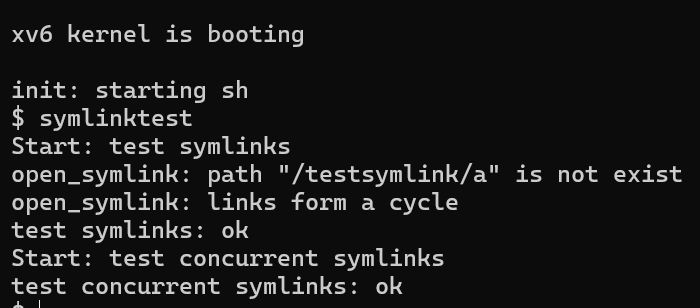 xv6 kernel is booting
init: starting sh
$ symlinktest
Start: test symlinks
open_symlink: path "/testsymlink/a" is not exist
open_symlink: links form a cycle
test symlinks: ok
Start: test concurrent symlinks
test concurrent symlinks: ok
$